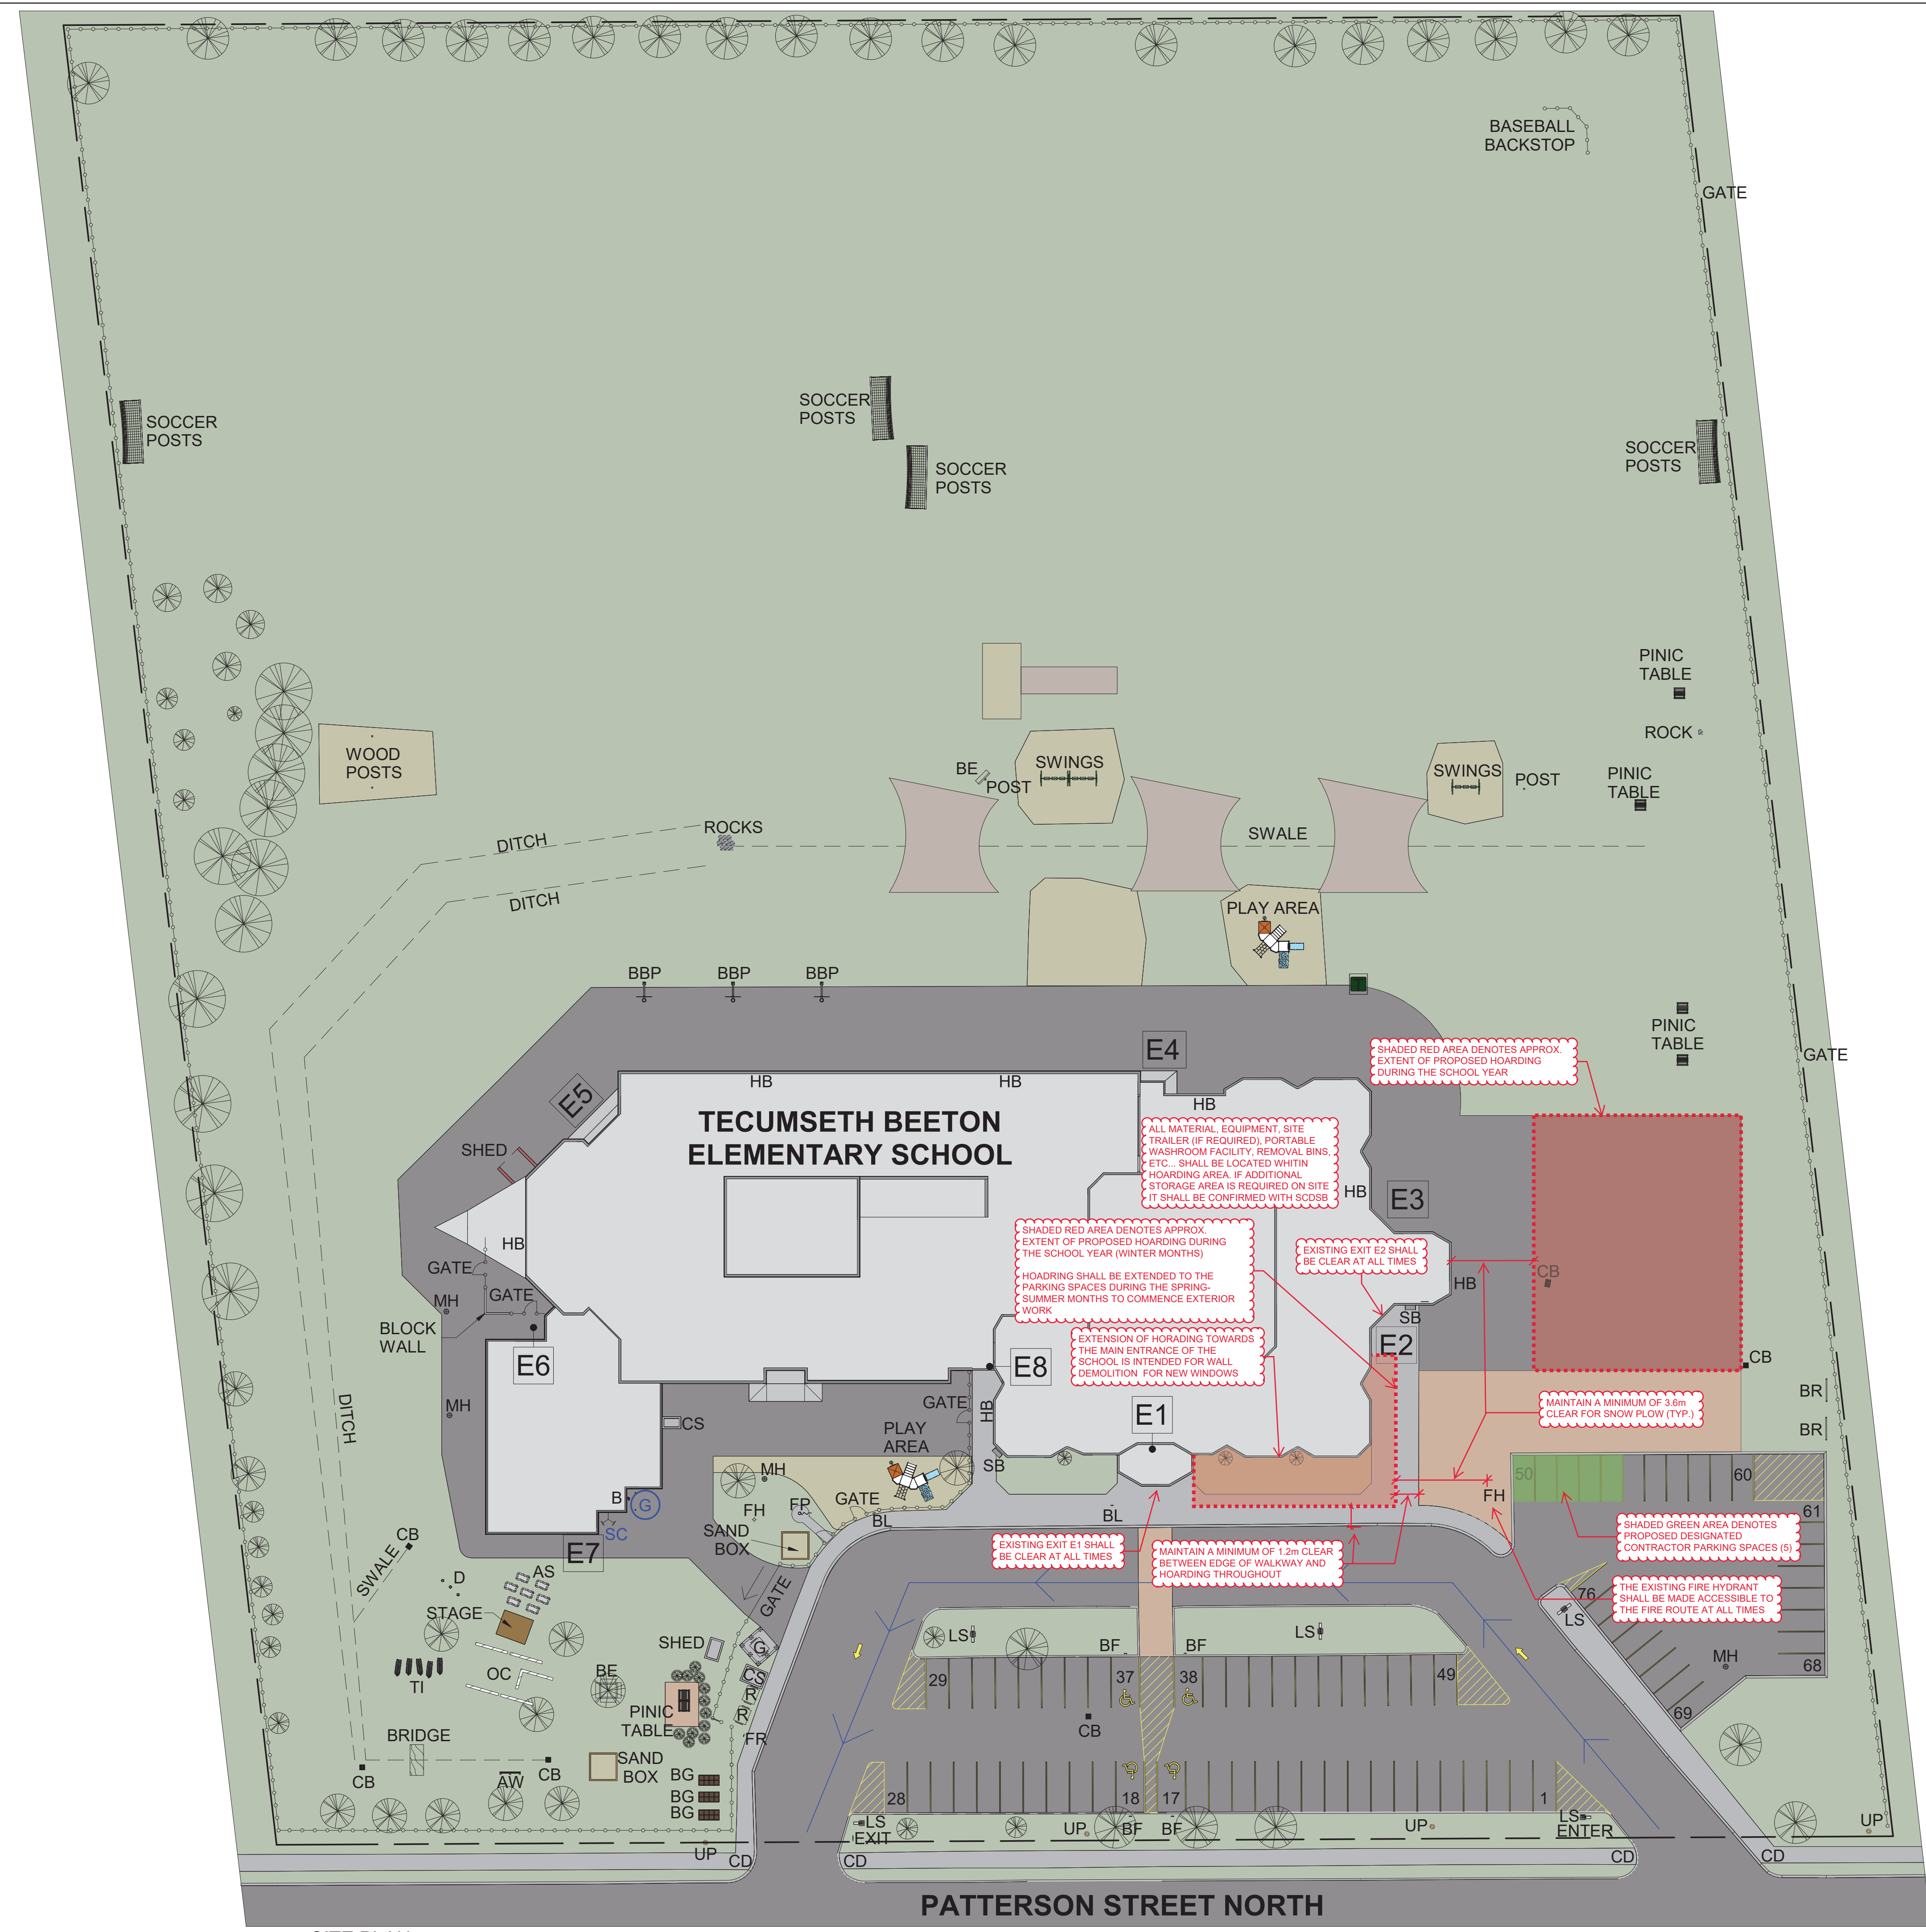 BASEBALL
BACKSTOP
GATE
SOCCER
POSTS
SOCCER
POSTS
SOCCER
POSTS
SOCCER
POSTS
PINIC
TABLE
ROCK
WOOD
POSTS
BE
POST
SWINGS
SWINGS
POST
PINIC
TABLE
ROCKS
DITCH
SWALE
DITCH
PLAY AREA
BBP
BBP
BBP
PINIC
TABLE
GATE
E4
SHADED RED AREA DENOTES APPROX.
EXTENT OF PROPOSED HOARDING
DURING THE SCHOOL YEAR
E5
HB
HB
HB
TECUMSETH BEETON
ELEMENTARY SCHOOL
ALL MATERIAL, EQUIPMENT, SITE
TRAILER (IF REQUIRED), PORTABLE
WASHROOM FACILITY, REMOVAL BINS,
ETC... SHALL BE LOCATED WHITIN
HOARDING AREA. IF ADDITIONAL
STORAGE AREA IS REQUIRED ON SITE
IT SHALL BE CONFIRMED WITH SCDSB
SHED
HB
E3
SHADED RED AREA DENOTES APPROX.
EXTENT OF PROPOSED HOARDING DURING
THE SCHOOL YEAR (WINTER MONTHS)
HOADRING SHALL BE EXTENDED TO THE
PARKING SPACES DURING THE SPRING-
SUMMER MONTHS TO COMMENCE EXTERIOR
WORK
EXISTING EXIT E2 SHALL
BE CLEAR AT ALL TIMES
HB
GATE
CB
HB
GATE
MH
SB
BLOCK
WALL
E2
EXTENSION OF HORADING TOWARDS
THE MAIN ENTRANCE OF THE
SCHOOL IS INTENDED FOR WALL
DEMOLITION FOR NEW WINDOWS
E6
E8
CB
BR
MAINTAIN A MINIMUM OF 3.6m
CLEAR FOR SNOW PLOW (TYP.)
BR
DITCH
MH
GATE
HB
E1
CS
PLAY
AREA
SB
MH
50
60
FH
B
G
FH
FP
GATE
BL
BL
61
SC
SAND
BOX
SHADED GREEN AREA DENOTES
PROPOSED DESIGNATED
CONTRACTOR PARKING SPACES (5)
CB
SWALE
E7
EXISTING EXIT E1 SHALL
BE CLEAR AT ALL TIMES
MAINTAIN A MINIMUM OF 1.2m CLEAR
BETWEEN EDGE OF WALKWAY AND
HOARDING THROUGHOUT
D
AS
GATE
76
THE EXISTING FIRE HYDRANT
SHALL BE MADE ACCESSIBLE TO
THE FIRE ROUTE AT ALL TIMES
STAGE
LS
SHED
G
LS
BF
BF
LS
MH
68
OC
TI
BE
CS
R
R
29
37
38
49
69
PINIC
TABLE
CB
BRIDGE
FR
SAND
BOX
CB
AW
CB
BG
BG
BG
28
18
17
1
LS
EXIT
UP
BF
BF
UP
LS
ENTER
UP
UP
CD
CD
CD
CD
PATTERSON STREET NORTH